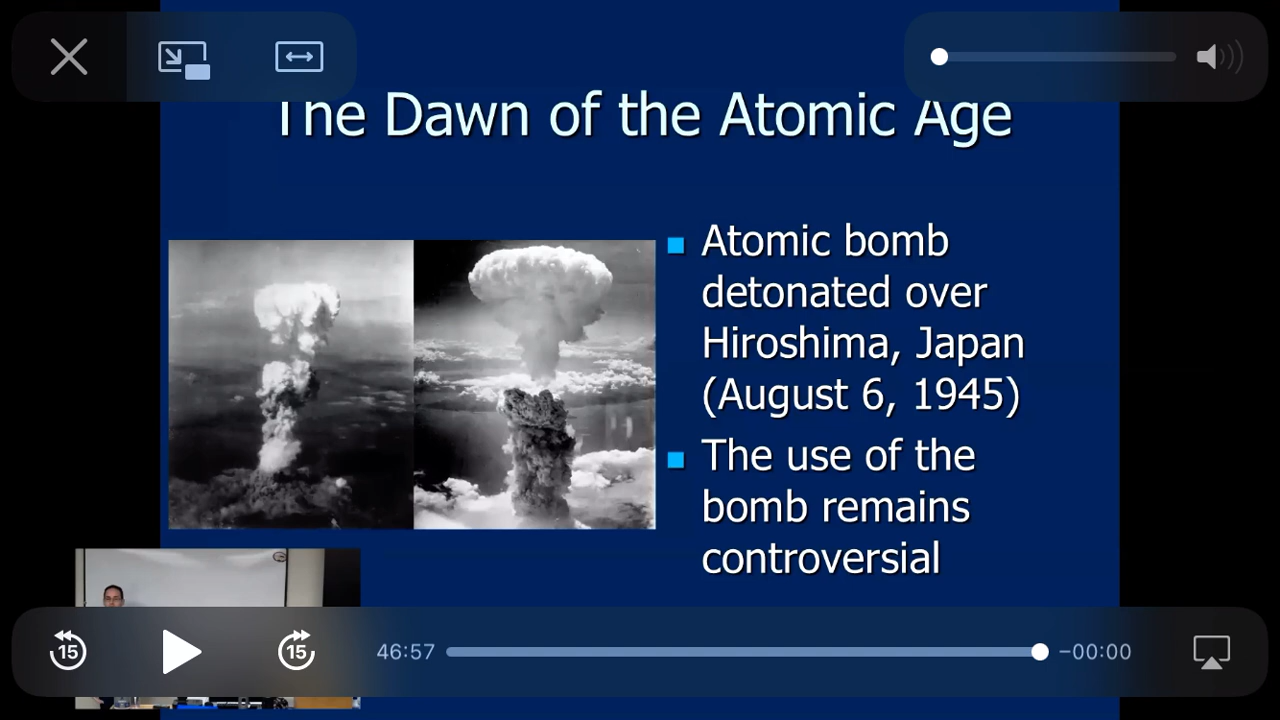 The Dawn of the Atomic Age
Atomic bomb
detonated over
Hiroshima, Japan
(August 6, 1945)
The use of the
bomb remains
controversial
15
15
46:57
-00:00